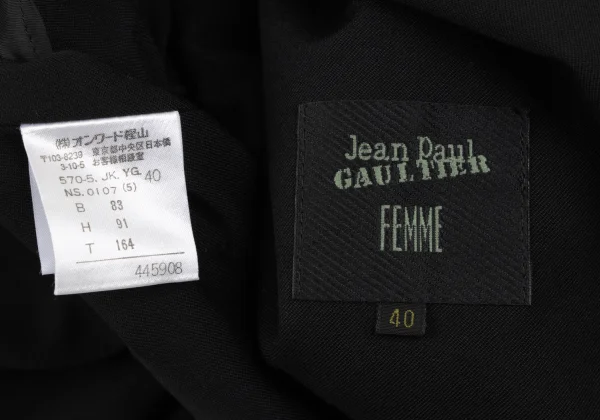 (株)オンワード樫山
〒103-8239 東京都中央区日本橋
3-10-5 お客様相談室
570-5. JK. YG. 40
NS. 0107 (5)
B 83
H 91
T 164
445908
Jean Paul
GAULTIER
FEMME
40